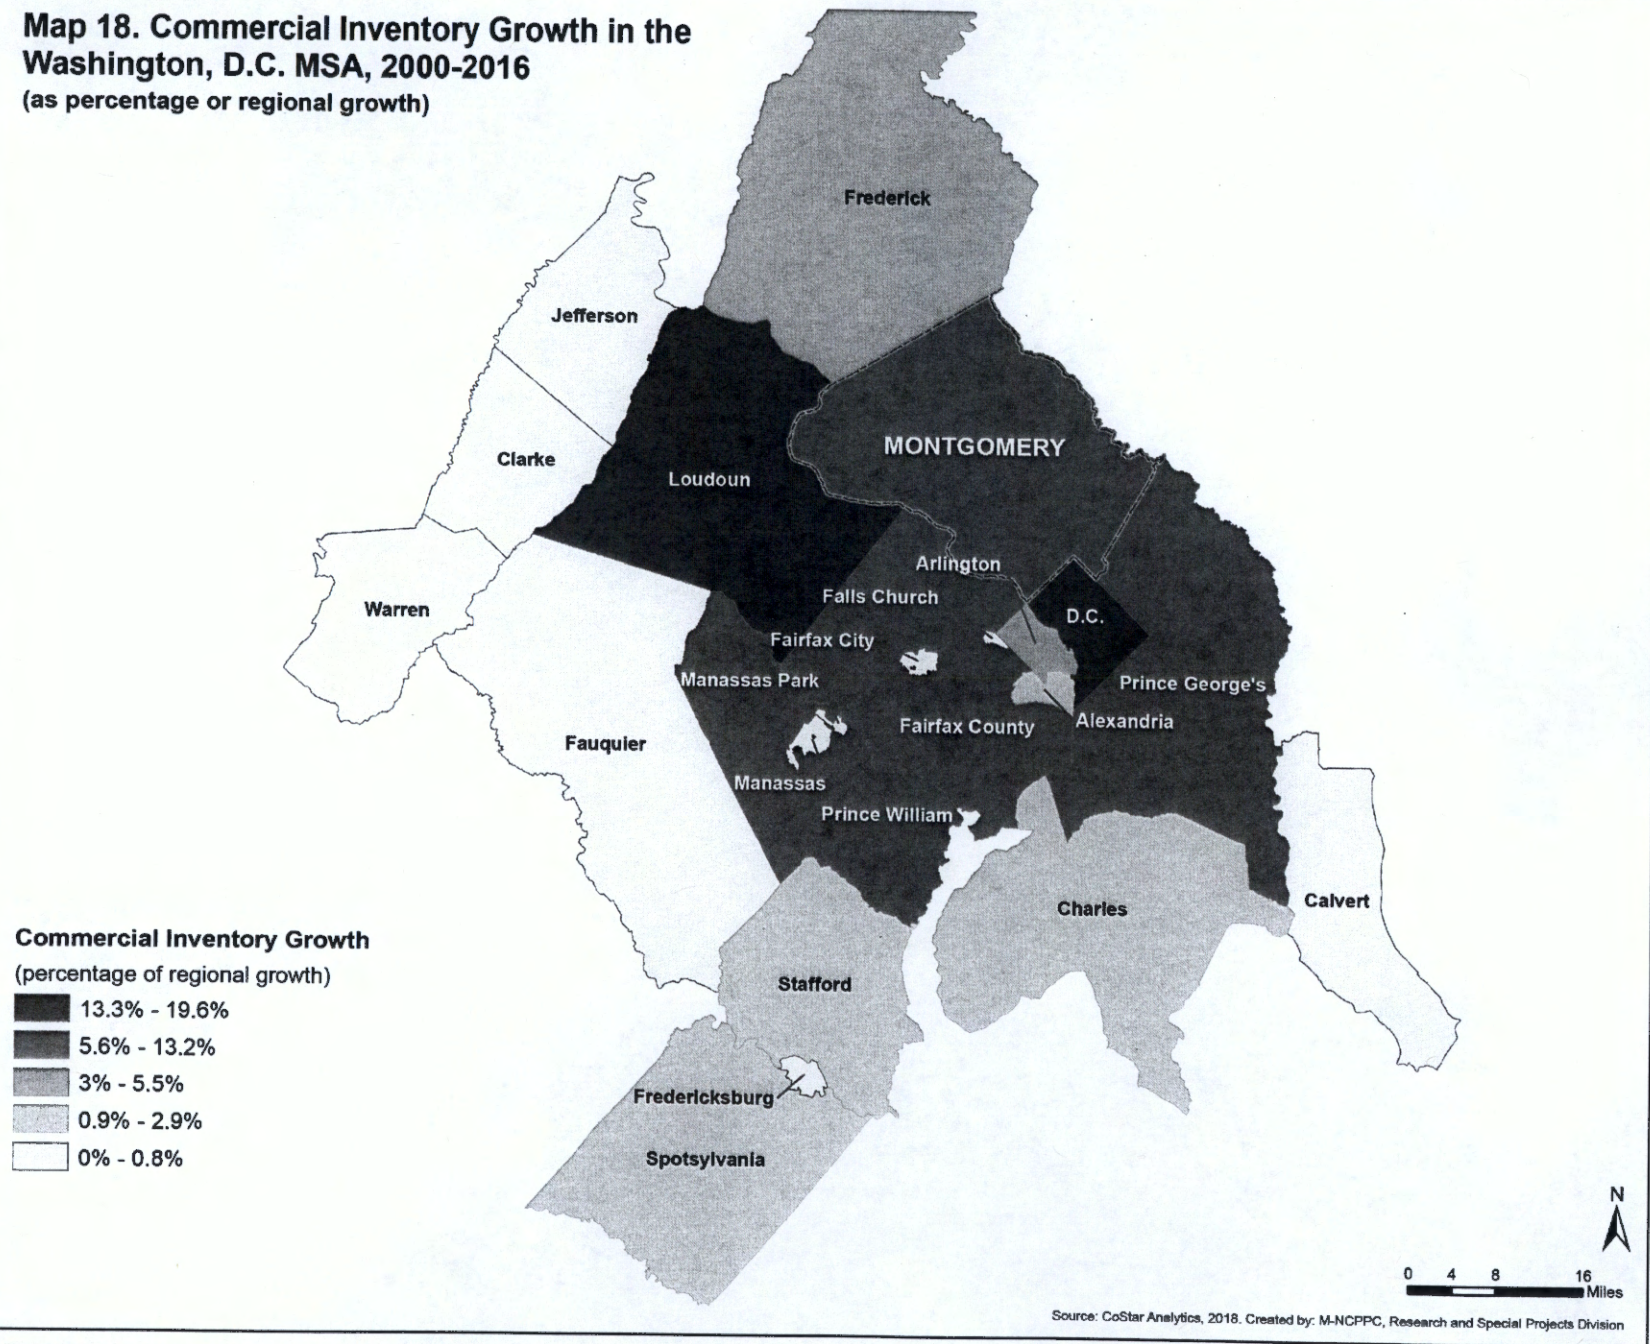 Map 18. Commercial Inventory Growth in the
Washington, D.C. MSA, 2000-2016
(as percentage or regional growth)
Frederick
Jefferson
MONTGOMERY
Clarke
Loudoun
Arlington
Falls Church
Warren
D.C.
Fairfax City
Manassas Park
Prince George's
Alexandria
Fairfax County
Fauquier
Manassas
Prince William
Calvert
Charles
Commercial Inventory Growth
(percentage of regional growth)
13.3% - 19.6%
5.6% - 13.2%
3% - 5.5%
0.9% - 2.9%
0% - 0.8%
Stafford
Fredericksburg
Spotsylvania
N
0 4 8 16
Miles
Source: CoStar Analytics, 2018. Created by: M-NCPPC, Research and Special Projects Division